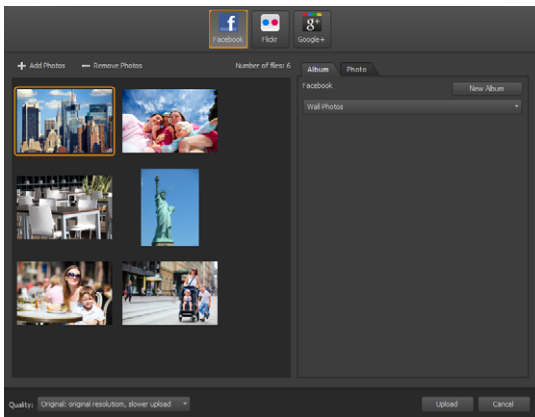 Facebook
Flickr
Google+
Add Photos
Remove Photos
Number of files: 6
Album
Photo
Facebook
New Album
Wall Photos
Quality:
Original: original resolution, slower upload
Upload
Cancel